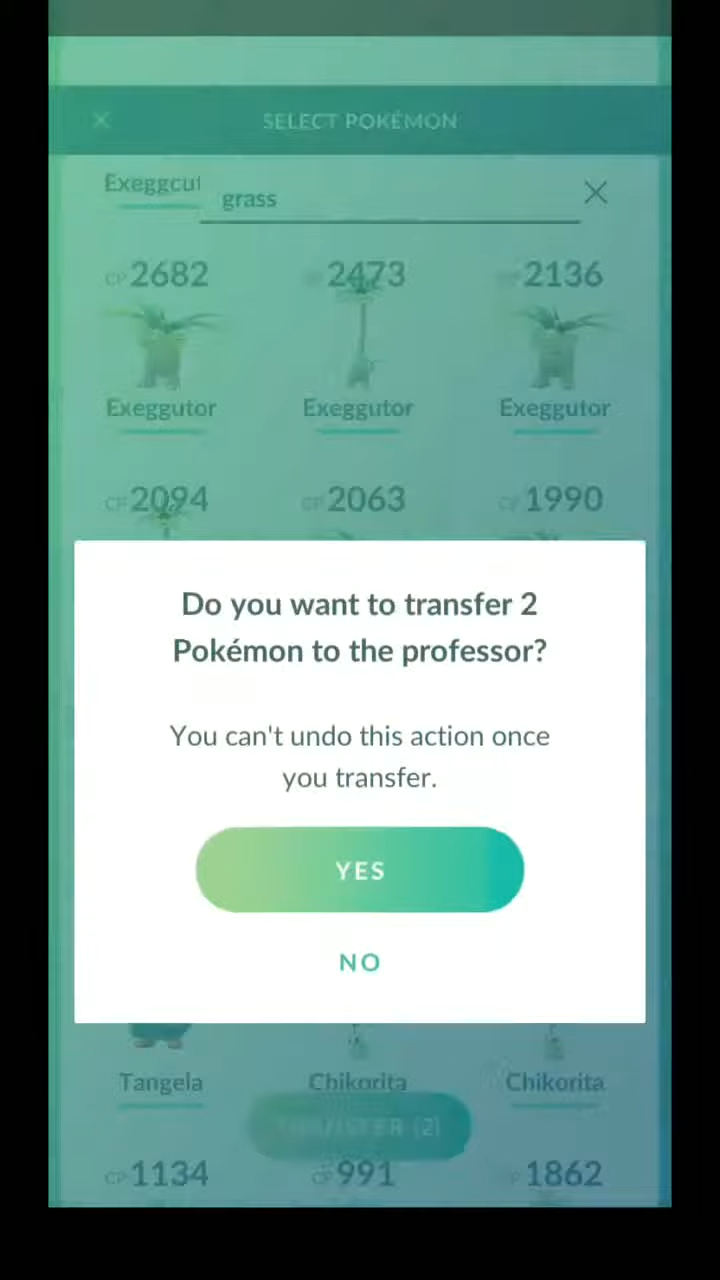 SELECT POKÉMON
Exeggcut
grass
CP2682 CP2473 CP2136
Exeggutor Exeggutor Exeggutor
CP2094 CP2063 CP1990
Do you want to transfer 2
Pokémon to the professor?
You can't undo this action once
you transfer.
YES
NO
Tangela Chikorita Chikorita
TRANSFER (2)
CP1134 CP991 CP1862